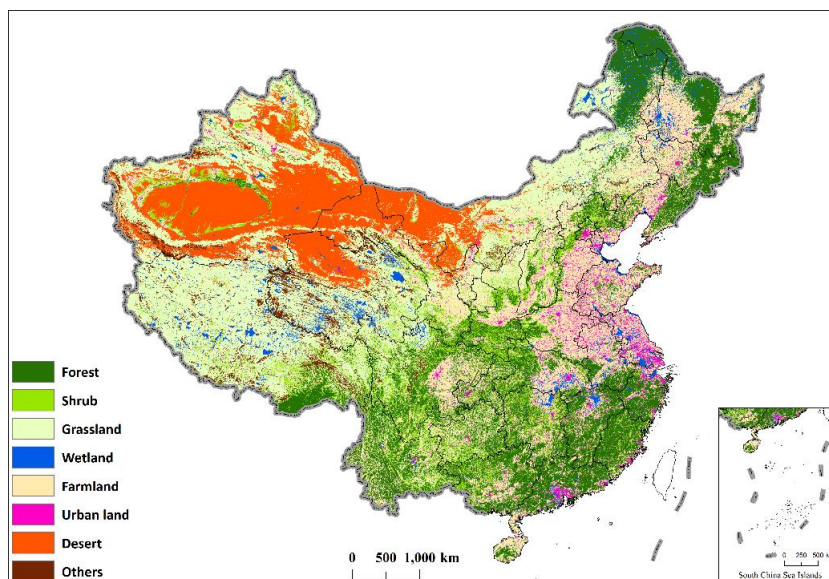 Forest
Shrub
Grassland
Wetland
Farmland
Urban land
Desert
Others
0 500 1,000 km
0 250 500 k
South China Sea Islands